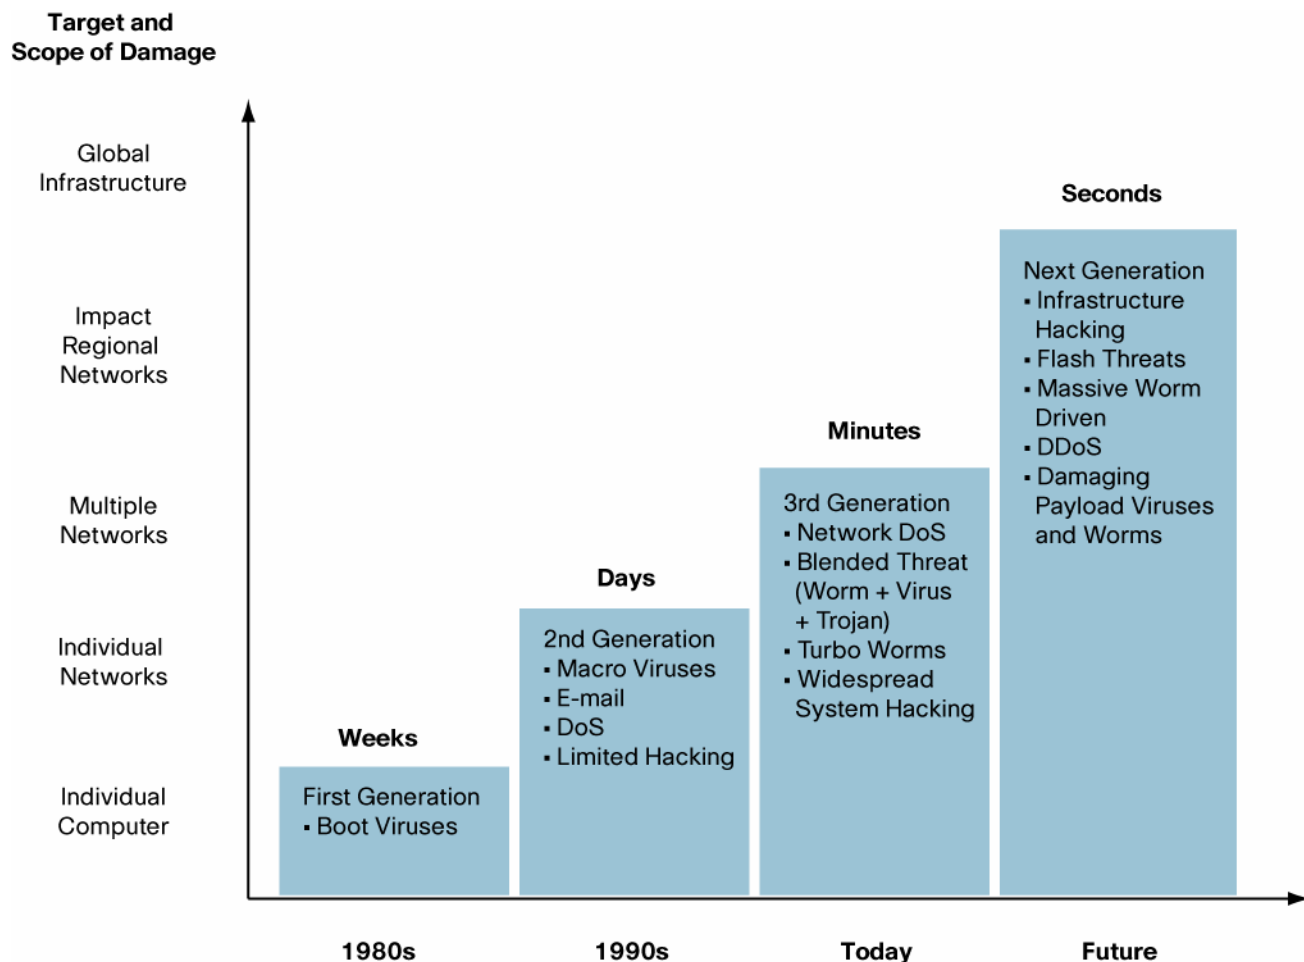 Target and
Scope of Damage
Global
Infrastructure
Impact
Regional
Networks
Multiple
Networks
Individual
Networks
Individual
Computer
Weeks
First Generation
▪ Boot Viruses
Days
2nd Generation
▪ Macro Viruses
▪ E-mail
▪ DoS
▪ Limited Hacking
Minutes
3rd Generation
▪ Network DoS
▪ Blended Threat
(Worm + Virus
+ Trojan)
▪ Turbo Worms
▪ Widespread
System Hacking
Seconds
Next Generation
▪ Infrastructure
Hacking
▪ Flash Threats
▪ Massive Worm
Driven
▪ DDoS
▪ Damaging
Payload Viruses
and Worms
1980s
1990s
Today
Future